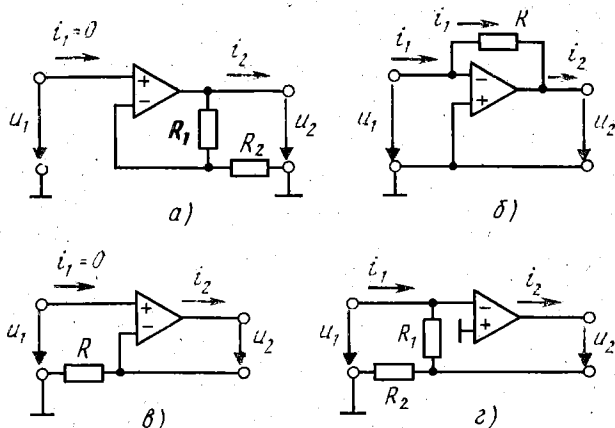 i₁=0
i₂
+
−
R₁
R₂
u₁
u₂
а)
i₁
i₁
R
i₂
−
+
u₁
u₂
б)
i₁=0
i₂
+
−
R
u₁
u₂
в)
i₁
i₂
−
+
R₁
R₂
u₁
u₂
г)